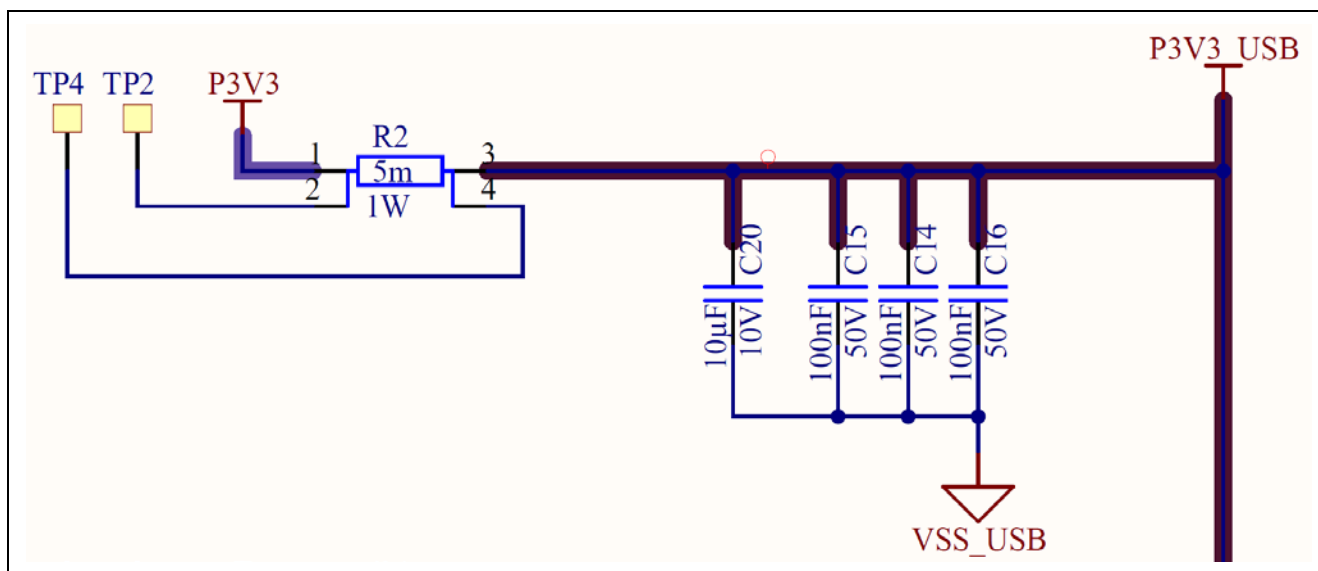 P3V3_USB
TP4 TP2 P3V3
R2
1 3
5m
2 4
1W
C20 C15 C14 C16
10µF 10V 100nF 50V 100nF 50V 100nF 50V
VSS_USB